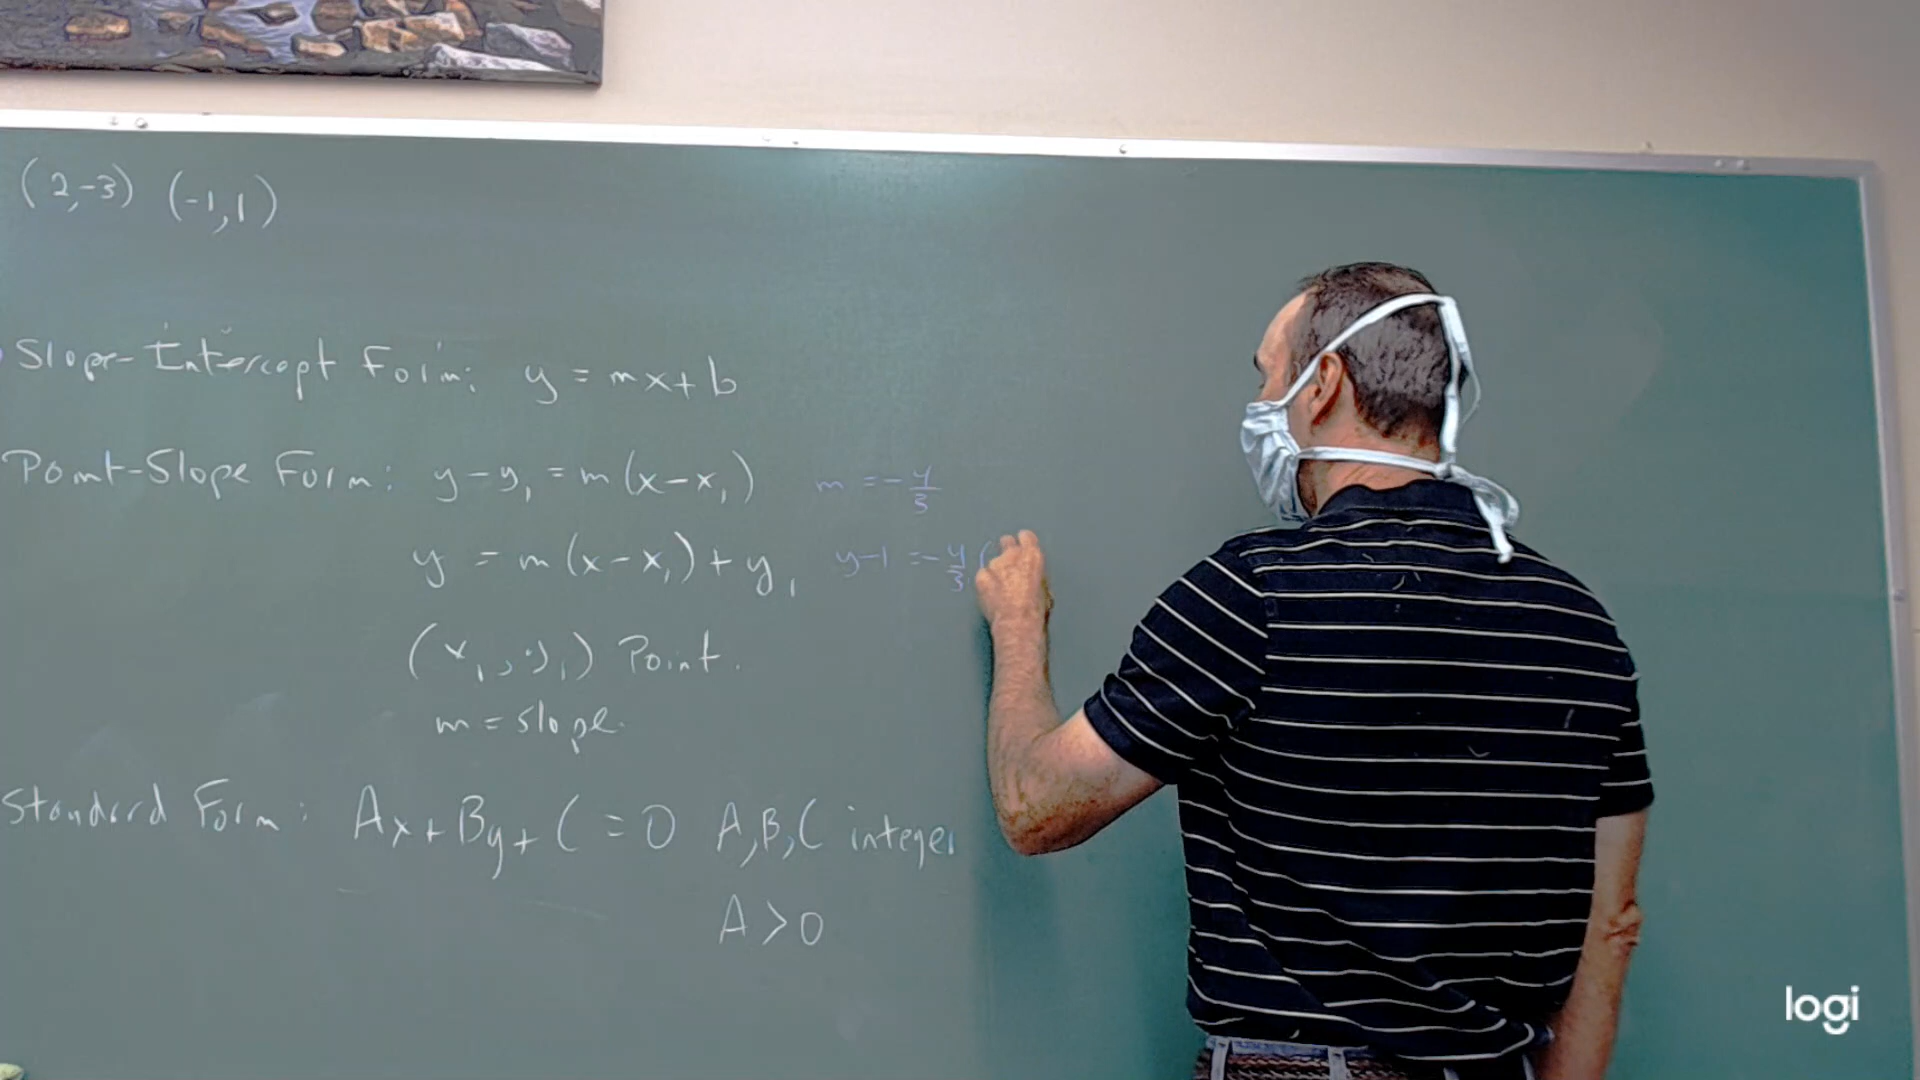 (2,-3) (-1,1)
Slope-Intercept Form: y = mx+b
Point-Slope Form: y-y₁ = m(x-x₁) m = -4/3
y = m(x-x₁)+y₁ y-1 = -4/3(
(x₁,y₁) Point.
m = slope.
Standard Form: Ax+By+C=0 A,B,C integer
A>0
logi